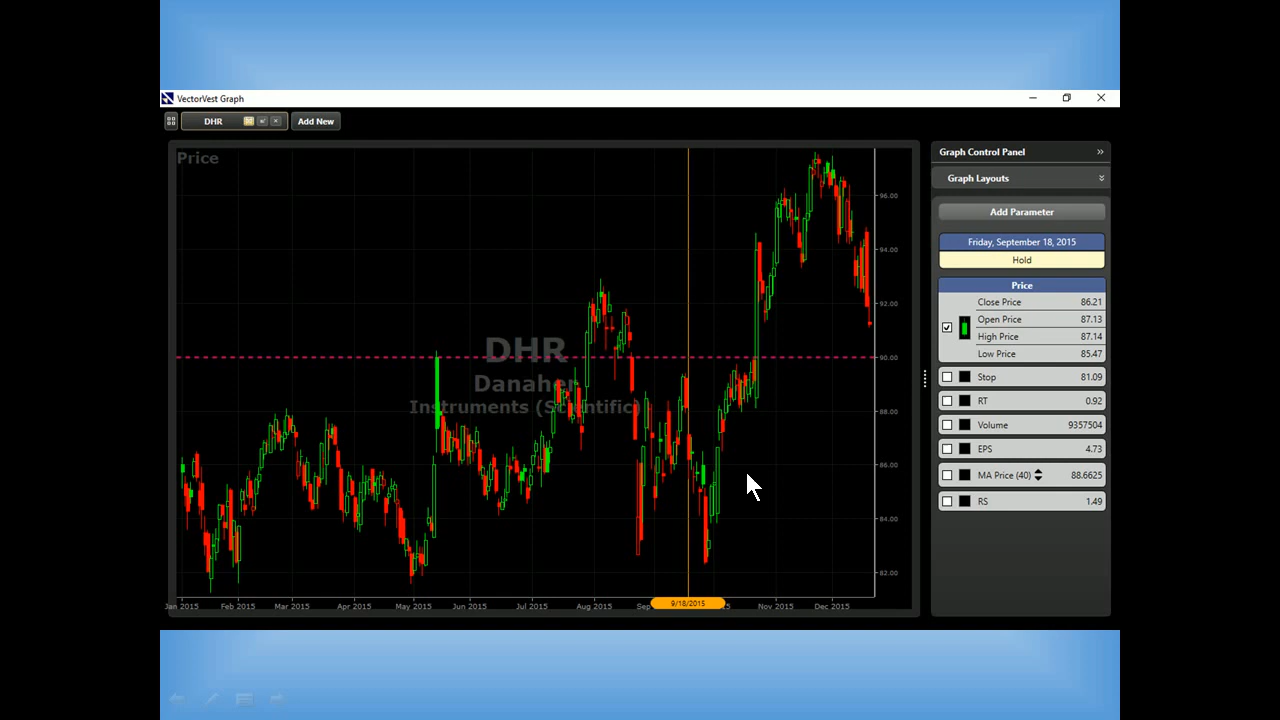 VectorVest Graph
DHR
Add New
Price
96.00
94.00
92.00
90.00
88.00
86.00
84.00
82.00
DHR
Danaher
Instruments (Scientific)
Jan 2015 Feb 2015 Mar 2015 Apr 2015 May 2015 Jun 2015 Jul 2015 Aug 2015 Sep 9/18/2015 Nov 2015 Dec 2015
Graph Control Panel
Graph Layouts
Add Parameter
Friday, September 18, 2015
Hold
Price
Close Price 86.21
Open Price 87.13
High Price 87.14
Low Price 85.47
Stop 81.09
RT 0.92
Volume 9357504
EPS 4.73
MA Price (40) 88.6625
RS 1.49